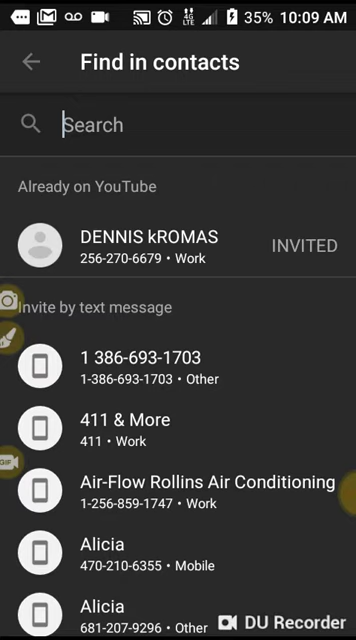 4G LTE 35% 10:09 AM
Find in contacts
Search
Already on YouTube
DENNIS kROMAS
INVITED
256-270-6679 • Work
Invite by text message
1 386-693-1703
1-386-693-1703 • Other
411 & More
411 • Work
GIF
Air-Flow Rollins Air Conditioning
1-256-859-1747 • Work
Alicia
470-210-6355 • Mobile
Alicia
681-207-9296 • Other
DU Recorder